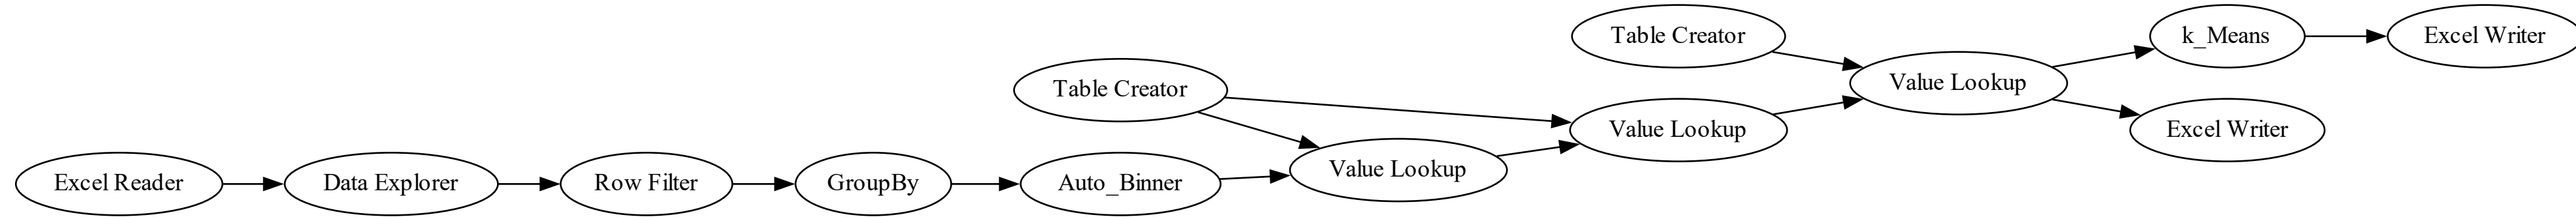 Excel Reader
Data Explorer
Row Filter
GroupBy
Auto_Binner
Table Creator
Value Lookup
Value Lookup
Table Creator
Value Lookup
k_Means
Excel Writer
Excel Writer